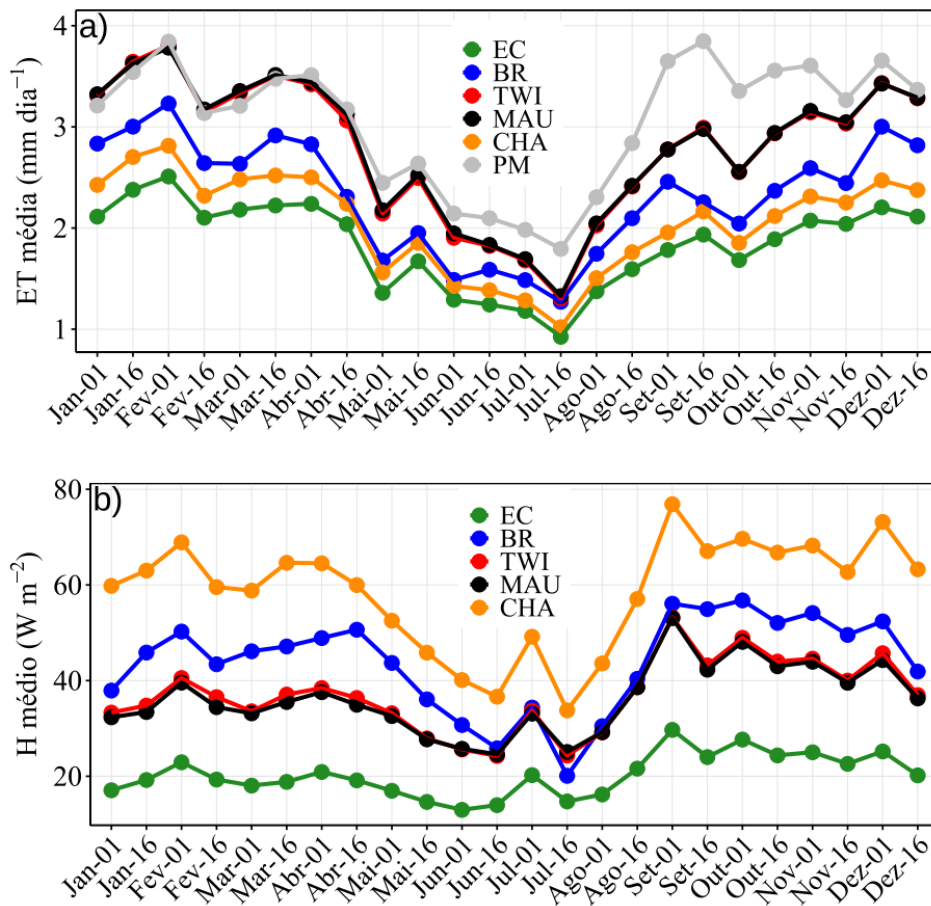 a)
ET média (mm dia⁻¹)
4
3
2
1
EC
BR
TWI
MAU
CHA
PM
Jan-01
Jan-16
Fev-01
Fev-16
Mar-01
Mar-16
Abr-01
Abr-16
Mai-01
Mai-16
Jun-01
Jun-16
Jul-01
Jul-16
Ago-01
Ago-16
Set-01
Set-16
Out-01
Out-16
Nov-01
Nov-16
Dez-01
Dez-16
b)
H médio (W m⁻²)
80
60
40
20
EC
BR
TWI
MAU
CHA
Jan-01
Jan-16
Fev-01
Fev-16
Mar-01
Mar-16
Abr-01
Abr-16
Mai-01
Mai-16
Jun-01
Jun-16
Jul-01
Jul-16
Ago-01
Ago-16
Set-01
Set-16
Out-01
Out-16
Nov-01
Nov-16
Dez-01
Dez-16